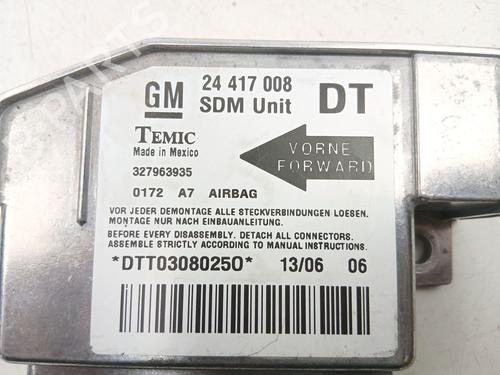 GM 24 417 008 DT
SDM Unit
TEMIC
Made in Mexico
VORNE
FORWARD
327963935
0172 A7 AIRBAG
VOR JEDER DEMONTAGE ALLE STECKVERBINDUNGEN LOESEN.
MONTAGE NUR NACH EINBAUANLEITUNG.
BEFORE EVERY DISASSEMBLY. DETACH ALL CONNECTORS.
ASSEMBLE STRICTLY ACCORDING TO MANUAL INSTRUCTIONS.
*DTT0308025O* 13/06 06